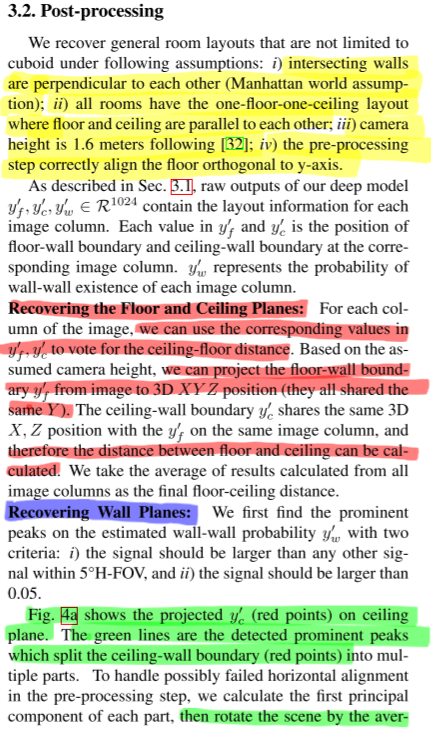 3.2. Post-processing
We recover general room layouts that are not limited to
cuboid under following assumptions: i) intersecting walls
are perpendicular to each other (Manhattan world assump-
tion); ii) all rooms have the one-floor-one-ceiling layout
where floor and ceiling are parallel to each other; iii) camera
height is 1.6 meters following [32]; iv) the pre-processing
step correctly align the floor orthogonal to y-axis.
As described in Sec. 3.1, raw outputs of our deep model
y′f, y′c, y′w ∈ R^1024 contain the layout information for each
image column. Each value in y′f and y′c is the position of
floor-wall boundary and ceiling-wall boundary at the corre-
sponding image column. y′w represents the probability of
wall-wall existence of each image column.
Recovering the Floor and Ceiling Planes: For each col-
umn of the image, we can use the corresponding values in
y′f, y′c to vote for the ceiling-floor distance. Based on the as-
sumed camera height, we can project the floor-wall bound-
ary y′f from image to 3D XYZ position (they all shared the
same Y). The ceiling-wall boundary y′c shares the same 3D
X, Z position with the y′f on the same image column, and
therefore the distance between floor and ceiling can be cal-
culated. We take the average of results calculated from all
image columns as the final floor-ceiling distance.
Recovering Wall Planes: We first find the prominent
peaks on the estimated wall-wall probability y′w with two
criteria: i) the signal should be larger than any other sig-
nal within 5°H-FOV, and ii) the signal should be larger than
0.05.
Fig. 4a shows the projected y′c (red points) on ceiling
plane. The green lines are the detected prominent peaks
which split the ceiling-wall boundary (red points) into mul-
tiple parts. To handle possibly failed horizontal alignment
in the pre-processing step, we calculate the first principal
component of each part, then rotate the scene by the aver-